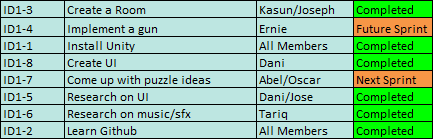 ID1-3 Create a Room Kasun/Joseph Completed
ID1-4 Implement a gun Ernie Future Sprint
ID1-1 Install Unity All Members Completed
ID1-8 Create UI Dani Completed
ID1-7 Come up with puzzle ideas Abel/Oscar Next Sprint
ID1-5 Research on UI Dani/Jose Completed
ID1-6 Research on music/sfx Tariq Completed
ID1-2 Learn Github All Members Completed